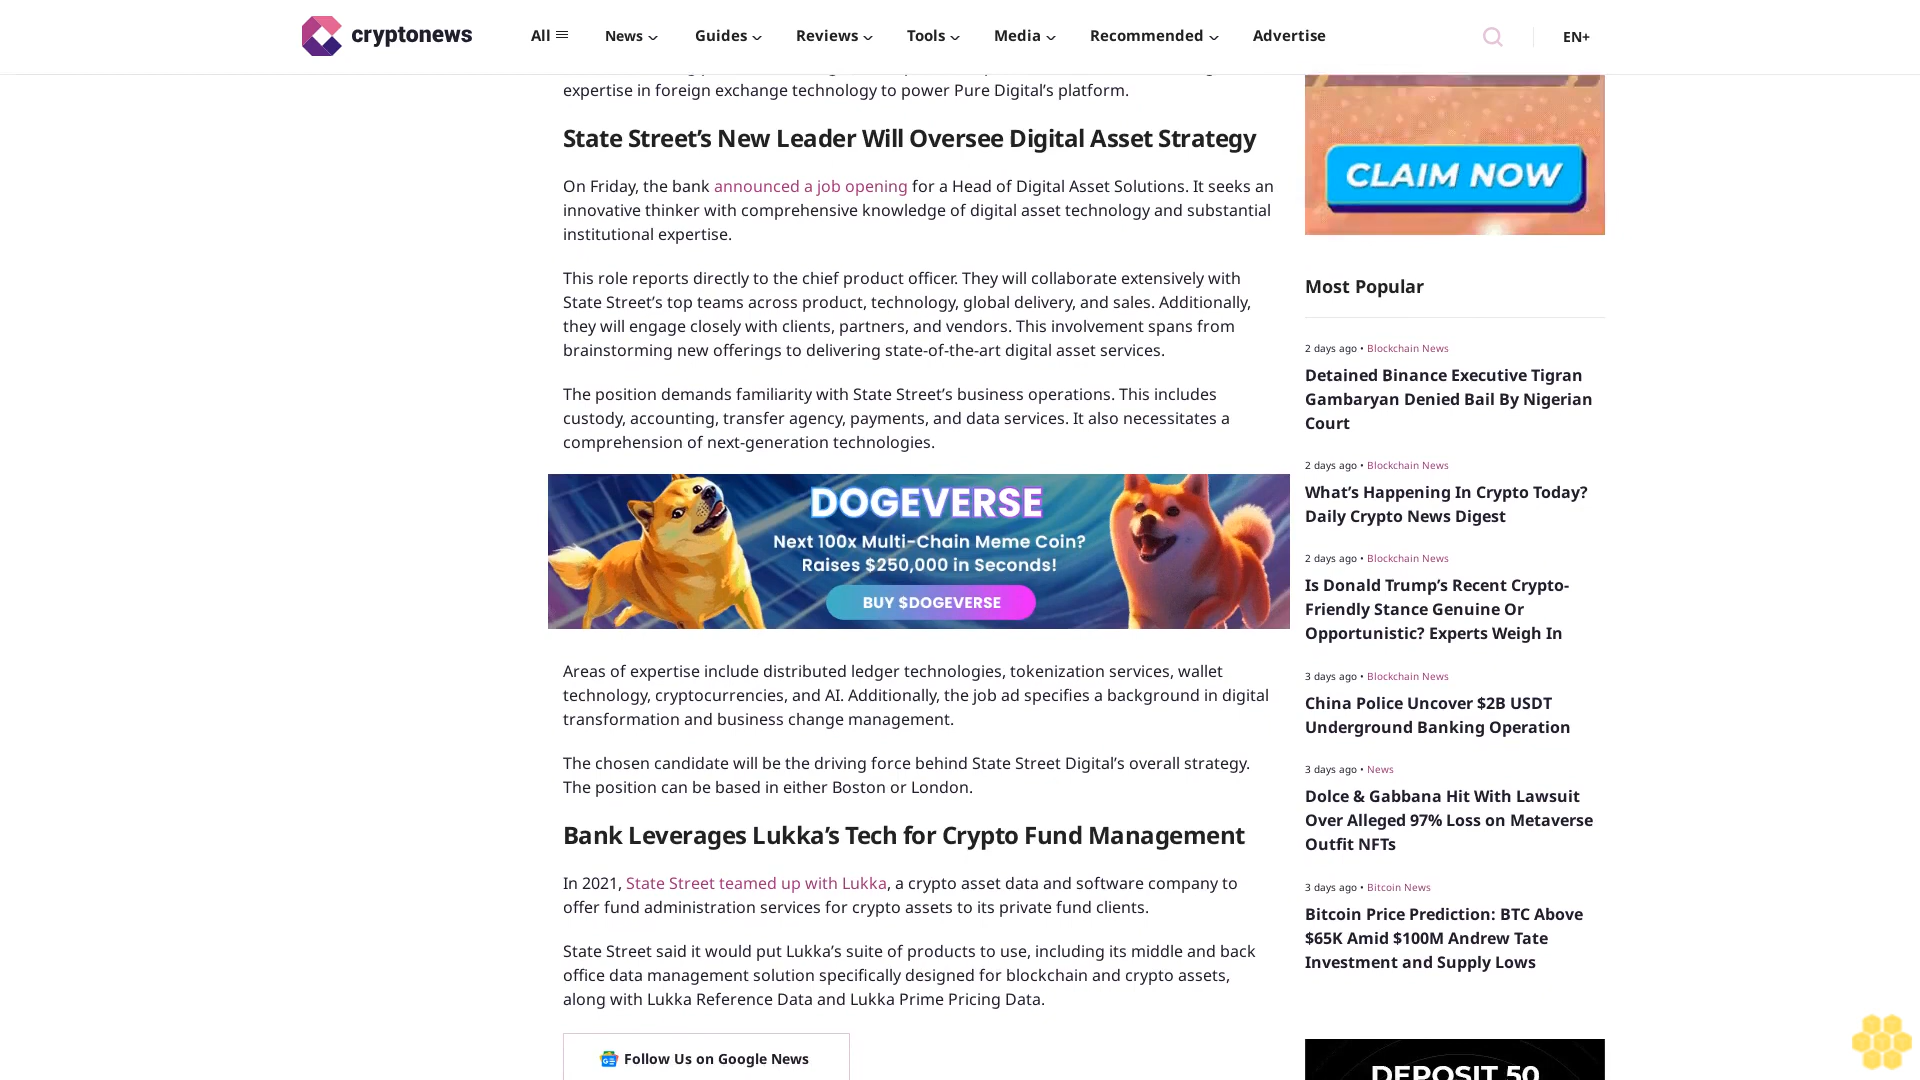 cryptonews
All
News
Guides
Reviews
Tools
Media
Recommended
Advertise
EN+
expertise in foreign exchange technology to power Pure Digital’s platform.
State Street’s New Leader Will Oversee Digital Asset Strategy
On Friday, the bank announced a job opening for a Head of Digital Asset Solutions. It seeks an
innovative thinker with comprehensive knowledge of digital asset technology and substantial
institutional expertise.
This role reports directly to the chief product officer. They will collaborate extensively with
State Street’s top teams across product, technology, global delivery, and sales. Additionally,
they will engage closely with clients, partners, and vendors. This involvement spans from
brainstorming new offerings to delivering state-of-the-art digital asset services.
The position demands familiarity with State Street’s business operations. This includes
custody, accounting, transfer agency, payments, and data services. It also necessitates a
comprehension of next-generation technologies.
DOGEVERSE
Next 100x Multi-Chain Meme Coin?
Raises $250,000 in Seconds!
BUY $DOGEVERSE
Areas of expertise include distributed ledger technologies, tokenization services, wallet
technology, cryptocurrencies, and AI. Additionally, the job ad specifies a background in digital
transformation and business change management.
The chosen candidate will be the driving force behind State Street Digital’s overall strategy.
The position can be based in either Boston or London.
Bank Leverages Lukka’s Tech for Crypto Fund Management
In 2021, State Street teamed up with Lukka, a crypto asset data and software company to
offer fund administration services for crypto assets to its private fund clients.
State Street said it would put Lukka’s suite of products to use, including its middle and back
office data management solution specifically designed for blockchain and crypto assets,
along with Lukka Reference Data and Lukka Prime Pricing Data.
Follow Us on Google News
CLAIM NOW
Most Popular
2 days ago • Blockchain News
Detained Binance Executive Tigran
Gambaryan Denied Bail By Nigerian
Court
2 days ago • Blockchain News
What’s Happening In Crypto Today?
Daily Crypto News Digest
2 days ago • Blockchain News
Is Donald Trump’s Recent Crypto-
Friendly Stance Genuine Or
Opportunistic? Experts Weigh In
3 days ago • Blockchain News
China Police Uncover $2B USDT
Underground Banking Operation
3 days ago • News
Dolce & Gabbana Hit With Lawsuit
Over Alleged 97% Loss on Metaverse
Outfit NFTs
3 days ago • Bitcoin News
Bitcoin Price Prediction: BTC Above
$65K Amid $100M Andrew Tate
Investment and Supply Lows
DEPOSIT 50